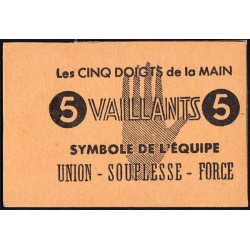 Les CINQ DOIGTS de la MAIN
5 VAILLANTS 5
SYMBOLE DE L'ÉQUIPE
UNION - SOUPLESSE - FORCE